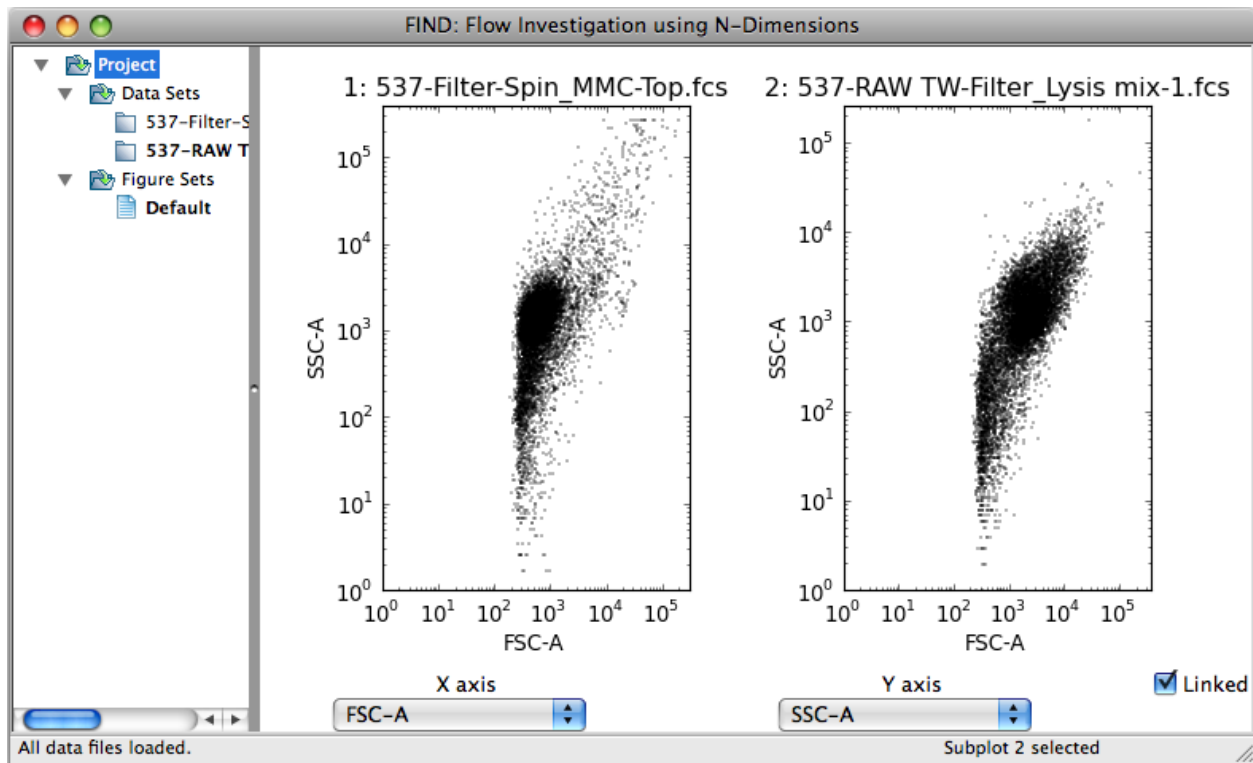 FIND: Flow Investigation using N-Dimensions
Project
Data Sets
537-Filter-S
537-RAW T
Figure Sets
Default
1: 537-Filter-Spin_MMC-Top.fcs
SSC-A
10^5
10^4
10^3
10^2
10^1
10^0
10^0 10^1 10^2 10^3 10^4 10^5
FSC-A
2: 537-RAW TW-Filter_Lysis mix-1.fcs
SSC-A
10^5
10^4
10^3
10^2
10^1
10^0
10^0 10^1 10^2 10^3 10^4 10^5
FSC-A
X axis
FSC-A
Y axis
SSC-A
Linked
All data files loaded.
Subplot 2 selected